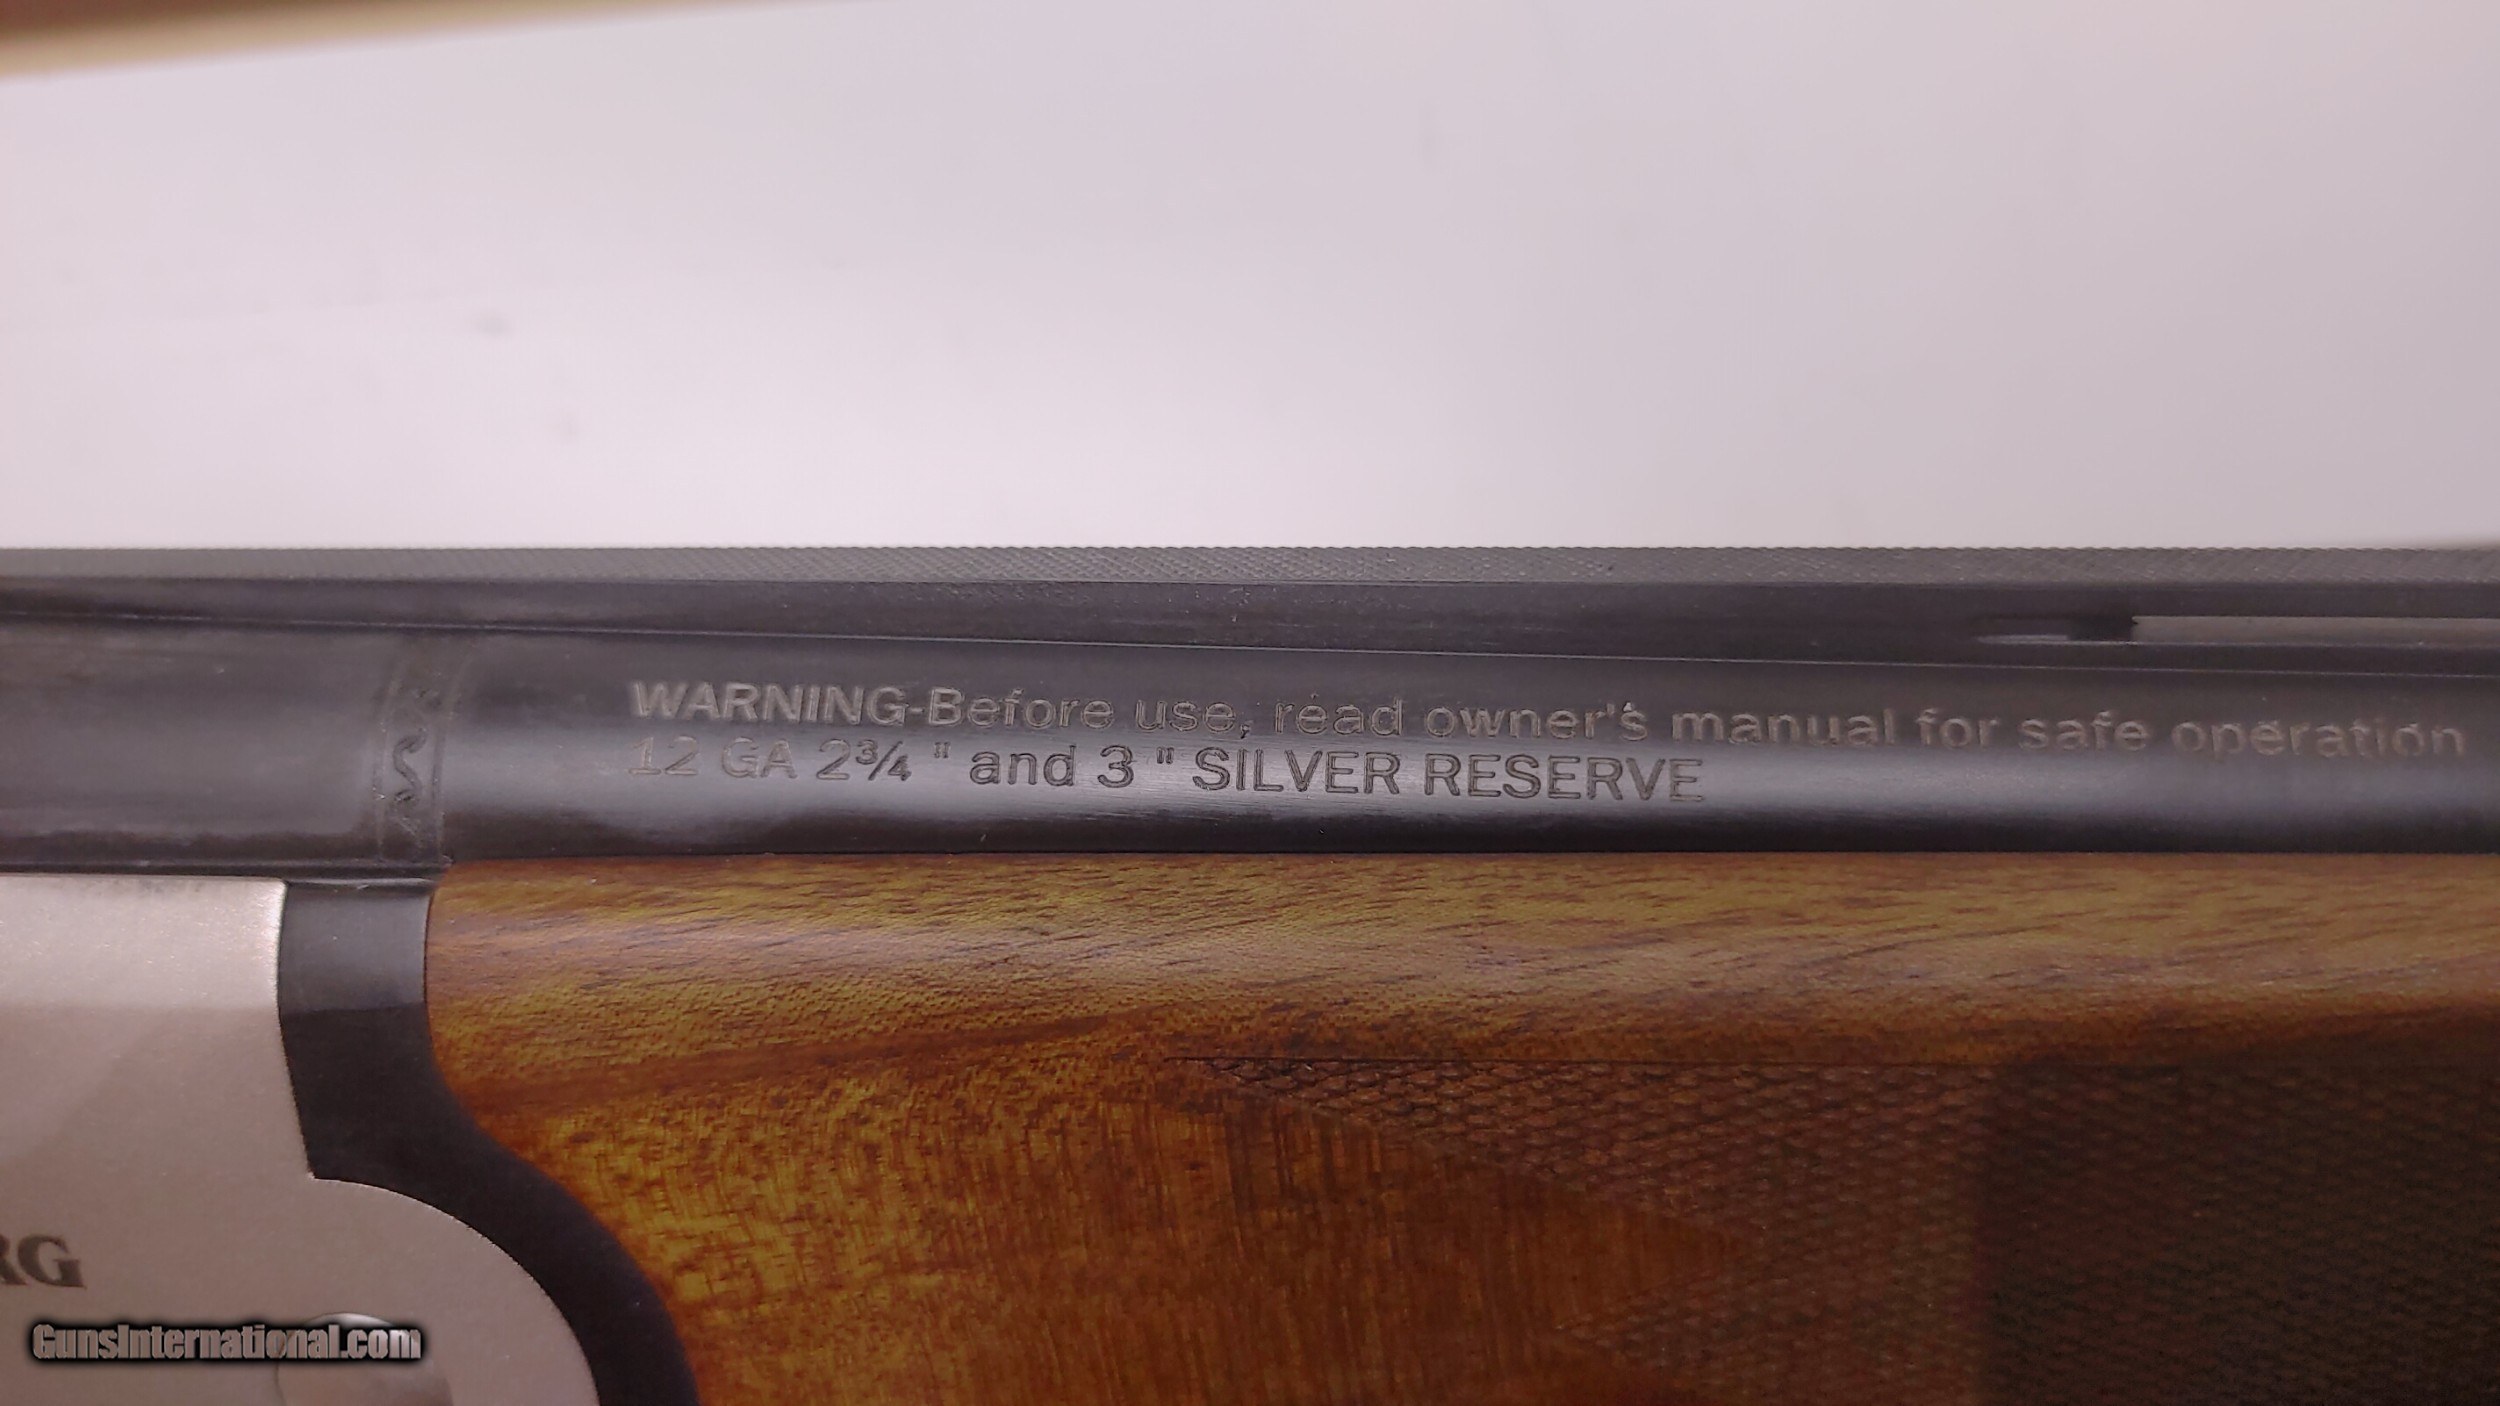 WARNING-Before use, read owner's manual for safe operation
12 GA 2¾ " and 3 " SILVER RESERVE
RG
GunsInternational.com